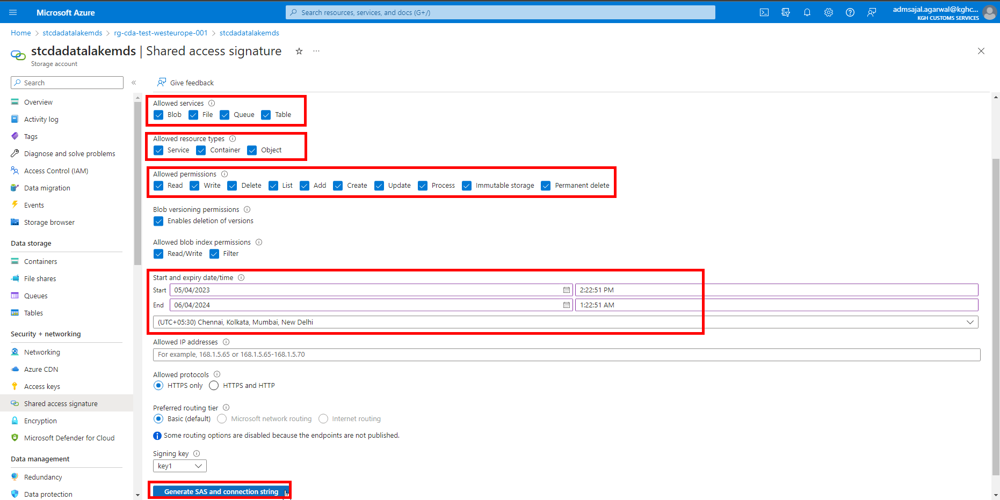 Microsoft Azure
Search resources, services, and docs (G+/)
admsajal.agarwal@kghc...
KGH CUSTOMS SERVICES
Home > stcdadatalakemds > rg-cda-test-westeurope-001 > stcdadatalakemds
stcdadatalakemds | Shared access signature
Storage account
Search
Overview
Activity log
Tags
Diagnose and solve problems
Access Control (IAM)
Data migration
Events
Storage browser
Data storage
Containers
File shares
Queues
Tables
Security + networking
Networking
Azure CDN
Access keys
Shared access signature
Encryption
Microsoft Defender for Cloud
Data management
Redundancy
Data protection
Give feedback
Allowed services
Blob File Queue Table
Allowed resource types
Service Container Object
Allowed permissions
Read Write Delete List Add Create Update Process Immutable storage Permanent delete
Blob versioning permissions
Enables deletion of versions
Allowed blob index permissions
Read/Write Filter
Start and expiry date/time
Start 05/04/2023 2:22:51 PM
End 06/04/2024 1:22:51 AM
(UTC+05:30) Chennai, Kolkata, Mumbai, New Delhi
Allowed IP addresses
For example, 168.1.5.65 or 168.1.5.65-168.1.5.70
Allowed protocols
HTTPS only HTTPS and HTTP
Preferred routing tier
Basic (default) Microsoft network routing Internet routing
Some routing options are disabled because the endpoints are not published.
Signing key
key1
Generate SAS and connection string